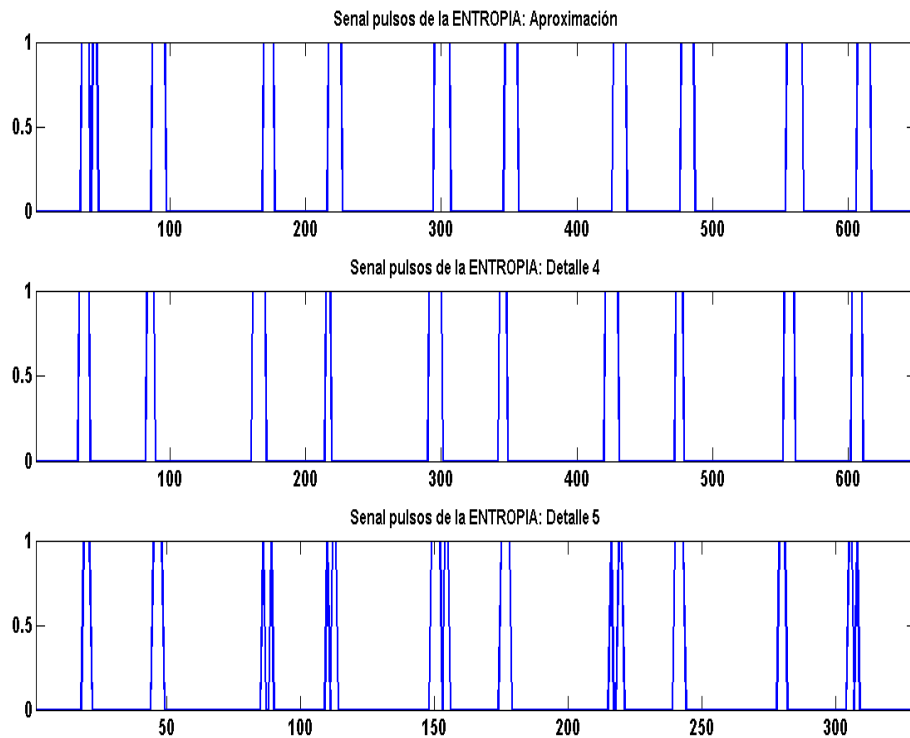 Senal pulsos de la ENTROPIA: Aproximación
1
0.5
0
100 200 300 400 500 600
Senal pulsos de la ENTROPIA: Detalle 4
1
0.5
0
100 200 300 400 500 600
Senal pulsos de la ENTROPIA: Detalle 5
1
0.5
0
50 100 150 200 250 300